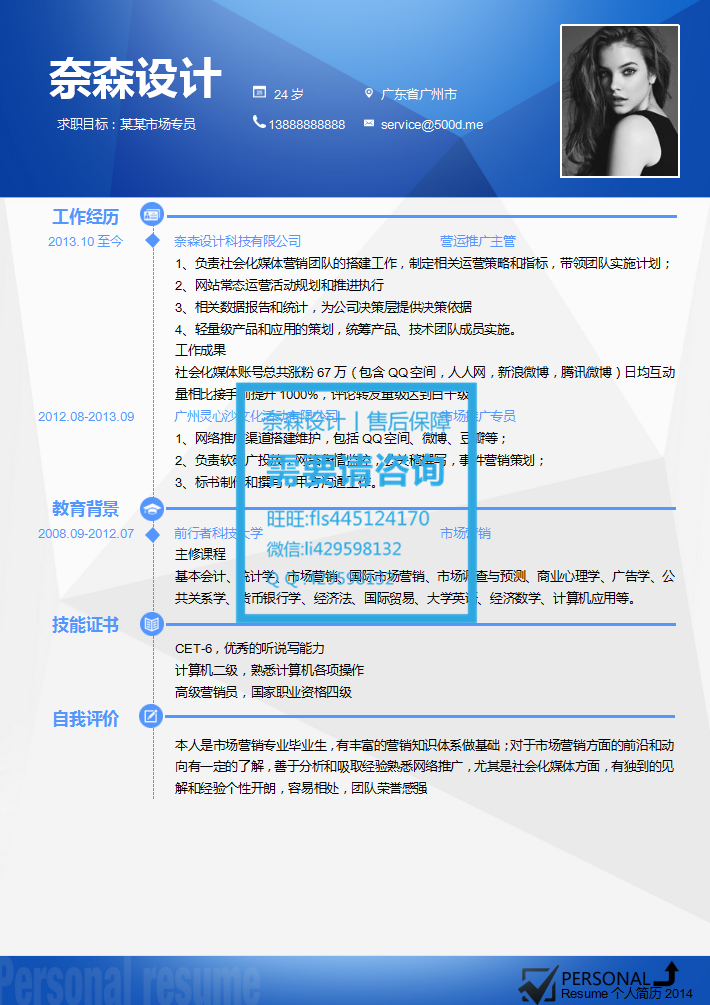 奈森设计
24 岁
广东省广州市
求职目标：某某市场专员
13888888888
service@500d.me
工作经历
2013.10 至今
奈森设计科技有限公司
营运推广主管
1、负责社会化媒体营销团队的搭建工作，制定相关运营策略和指标，带领团队实施计划；
2、网站常态运营活动规划和推进执行
3、相关数据报告和统计，为公司决策层提供决策依据
4、轻量级产品和应用的策划，统筹产品、技术团队成员实施。
工作成果
社会化媒体账号总共涨粉 67 万（包含 QQ 空间，人人网，新浪微博，腾讯微博）日均互动
量相比接手前提升 1000%，评论转发量级达到百千级
2012.08-2013.09
广州灵心沙文化活动有限公司
市场推广专员
1、网络推广渠道搭建维护，包括 QQ 空间、微博、豆瓣等；
2、负责软硬广投放，网络舆情监控，公关稿撰写，事件营销策划；
3、标书制作和撰写，甲方沟通工作。
奈森设计丨售后保障
需要请咨询
旺旺:fls445124170
微信:li429598132
Q Q :429598132
教育背景
2008.09-2012.07
前行者科技大学
市场营销
主修课程
基本会计、统计学、市场营销、国际市场营销、市场调查与预测、商业心理学、广告学、公
共关系学、货币银行学、经济法、国际贸易、大学英语、经济数学、计算机应用等。
技能证书
CET-6，优秀的听说写能力
计算机二级，熟悉计算机各项操作
高级营销员，国家职业资格四级
自我评价
本人是市场营销专业毕业生，有丰富的营销知识体系做基础；对于市场营销方面的前沿和动
向有一定的了解，善于分析和吸取经验熟悉网络推广，尤其是社会化媒体方面，有独到的见
解和经验个性开朗，容易相处，团队荣誉感强
Personal resume
PERSONAL
Resume 个人简历 2014